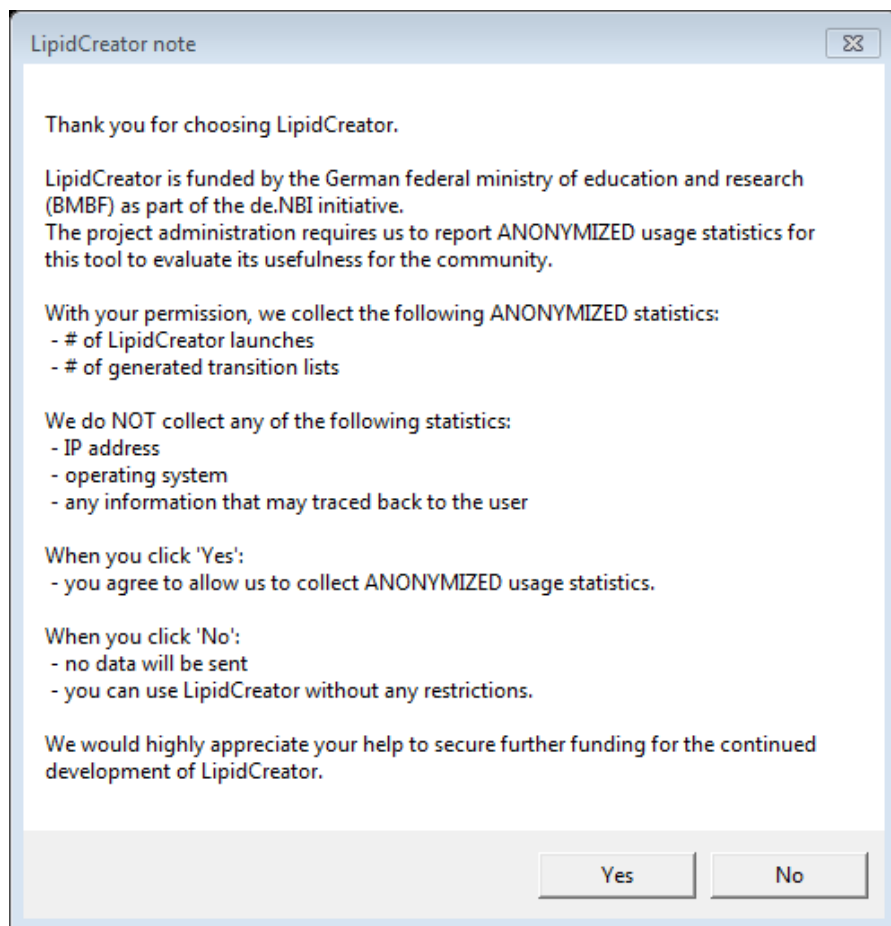 LipidCreator note
Thank you for choosing LipidCreator.
LipidCreator is funded by the German federal ministry of education and research
(BMBF) as part of the de.NBI initiative.
The project administration requires us to report ANONYMIZED usage statistics for
this tool to evaluate its usefulness for the community.
With your permission, we collect the following ANONYMIZED statistics:
- # of LipidCreator launches
- # of generated transition lists
We do NOT collect any of the following statistics:
- IP address
- operating system
- any information that may traced back to the user
When you click 'Yes':
- you agree to allow us to collect ANONYMIZED usage statistics.
When you click 'No':
- no data will be sent
- you can use LipidCreator without any restrictions.
We would highly appreciate your help to secure further funding for the continued
development of LipidCreator.
Yes No